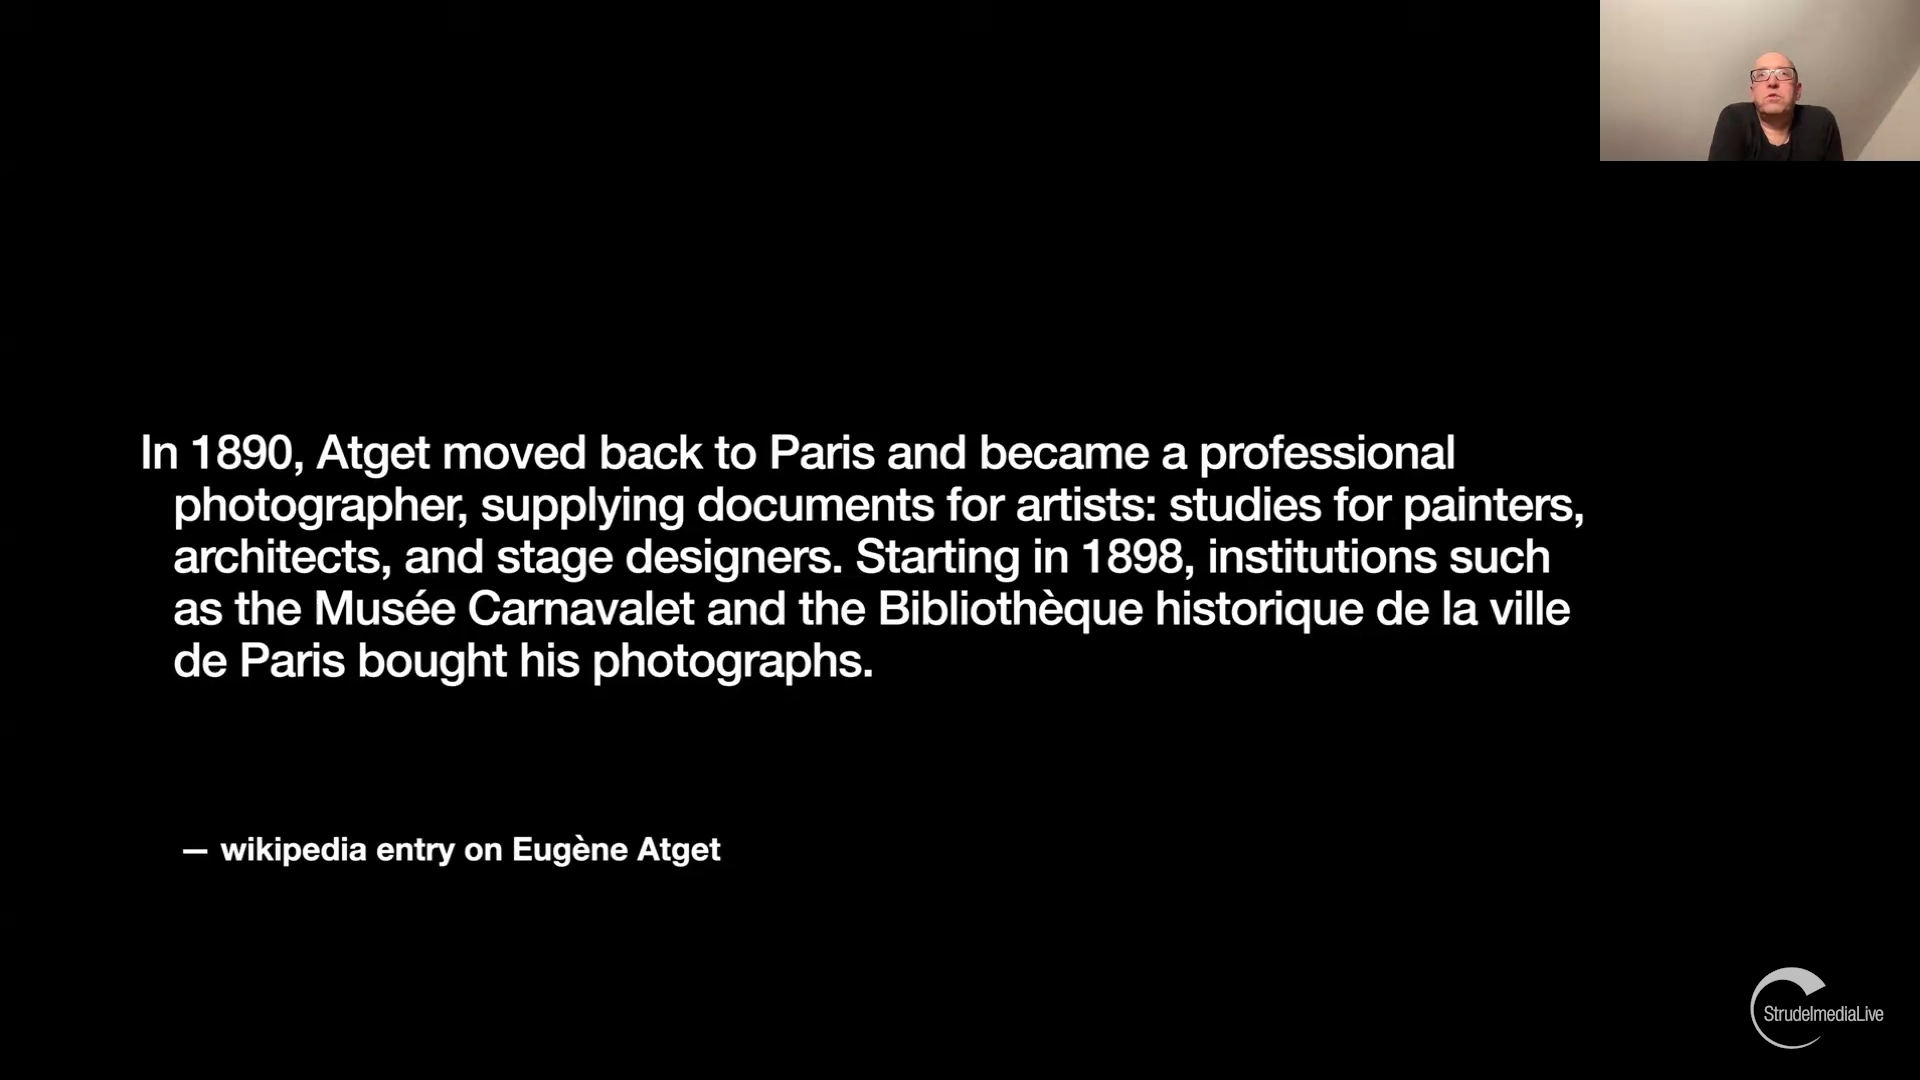 In 1890, Atget moved back to Paris and became a professional
photographer, supplying documents for artists: studies for painters,
architects, and stage designers. Starting in 1898, institutions such
as the Musée Carnavalet and the Bibliothèque historique de la ville
de Paris bought his photographs.
— wikipedia entry on Eugène Atget
StrudelmediaLive